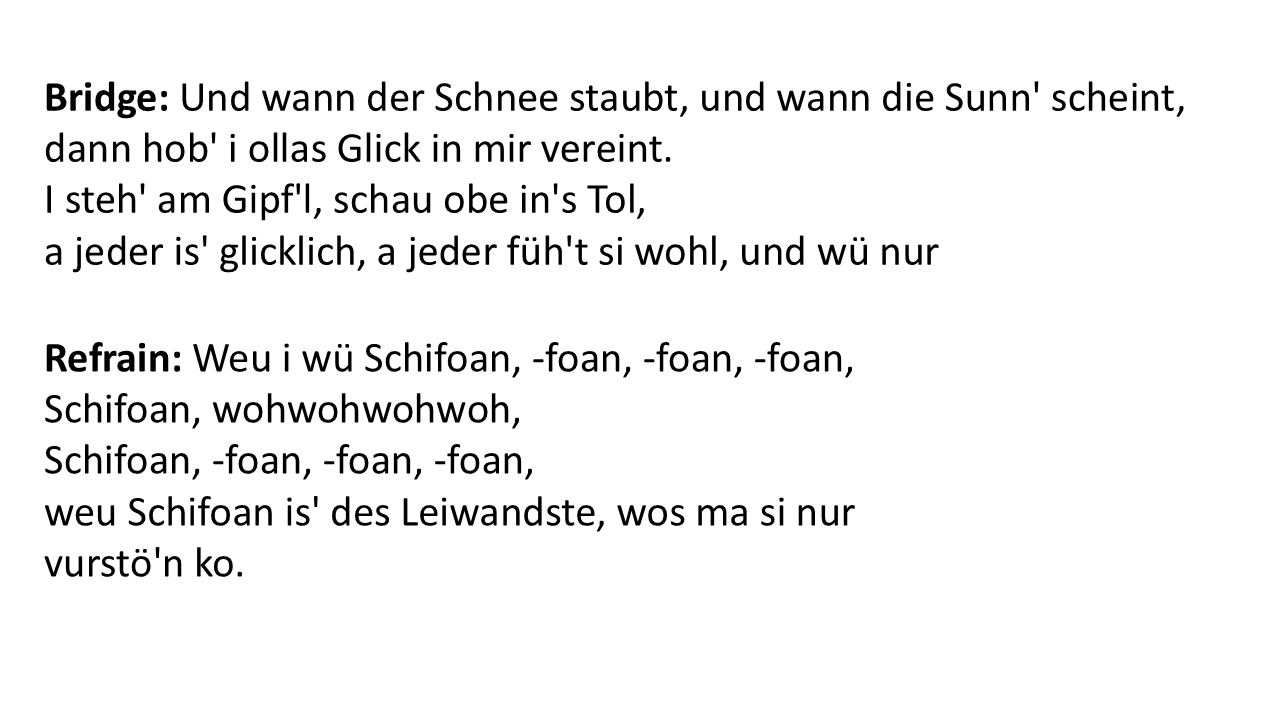 Bridge: Und wann der Schnee staubt, und wann die Sunn' scheint,
dann hob' i ollas Glick in mir vereint.
I steh' am Gipf'l, schau obe in's Tol,
a jeder is' glicklich, a jeder füh't si wohl, und wü nur
Refrain: Weu i wü Schifoan, -foan, -foan, -foan,
Schifoan, wohwohwohwoh,
Schifoan, -foan, -foan, -foan,
weu Schifoan is' des Leiwandste, wos ma si nur
vurstö'n ko.